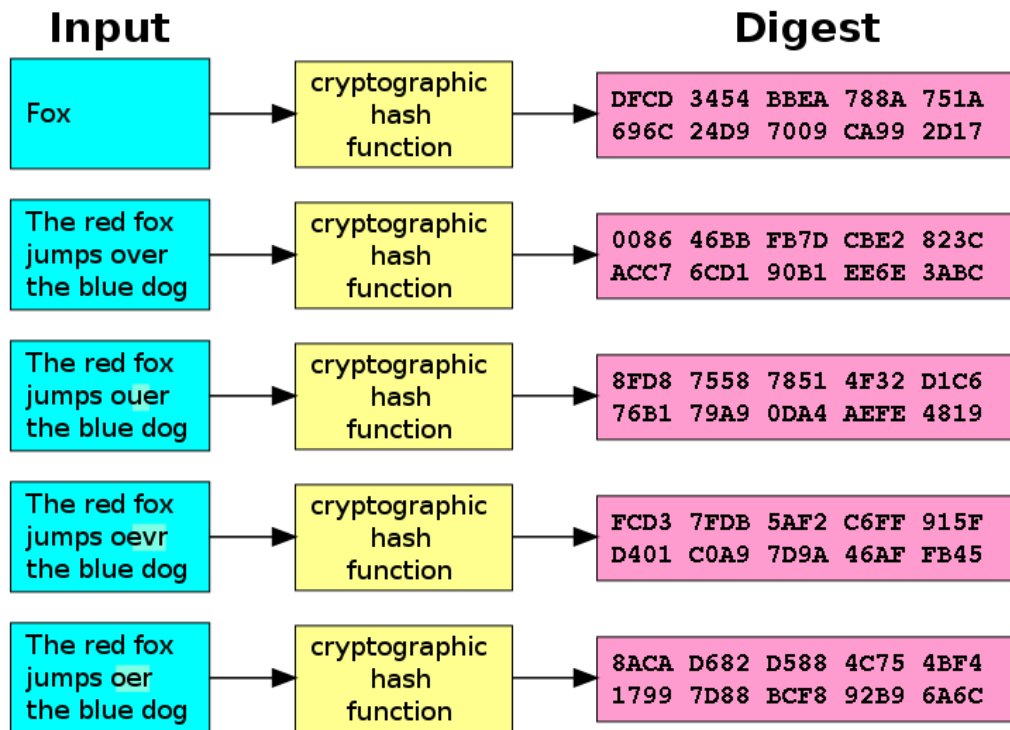 Input
Digest
Fox
cryptographic
hash
function
DFCD 3454 BBEA 788A 751A
696C 24D9 7009 CA99 2D17
The red fox
jumps over
the blue dog
cryptographic
hash
function
0086 46BB FB7D CBE2 823C
ACC7 6CD1 90B1 EE6E 3ABC
The red fox
jumps ouer
the blue dog
cryptographic
hash
function
8FD8 7558 7851 4F32 D1C6
76B1 79A9 0DA4 AEFE 4819
The red fox
jumps oevr
the blue dog
cryptographic
hash
function
FCD3 7FDB 5AF2 C6FF 915F
D401 C0A9 7D9A 46AF FB45
The red fox
jumps oer
the blue dog
cryptographic
hash
function
8ACA D682 D588 4C75 4BF4
1799 7D88 BCF8 92B9 6A6C